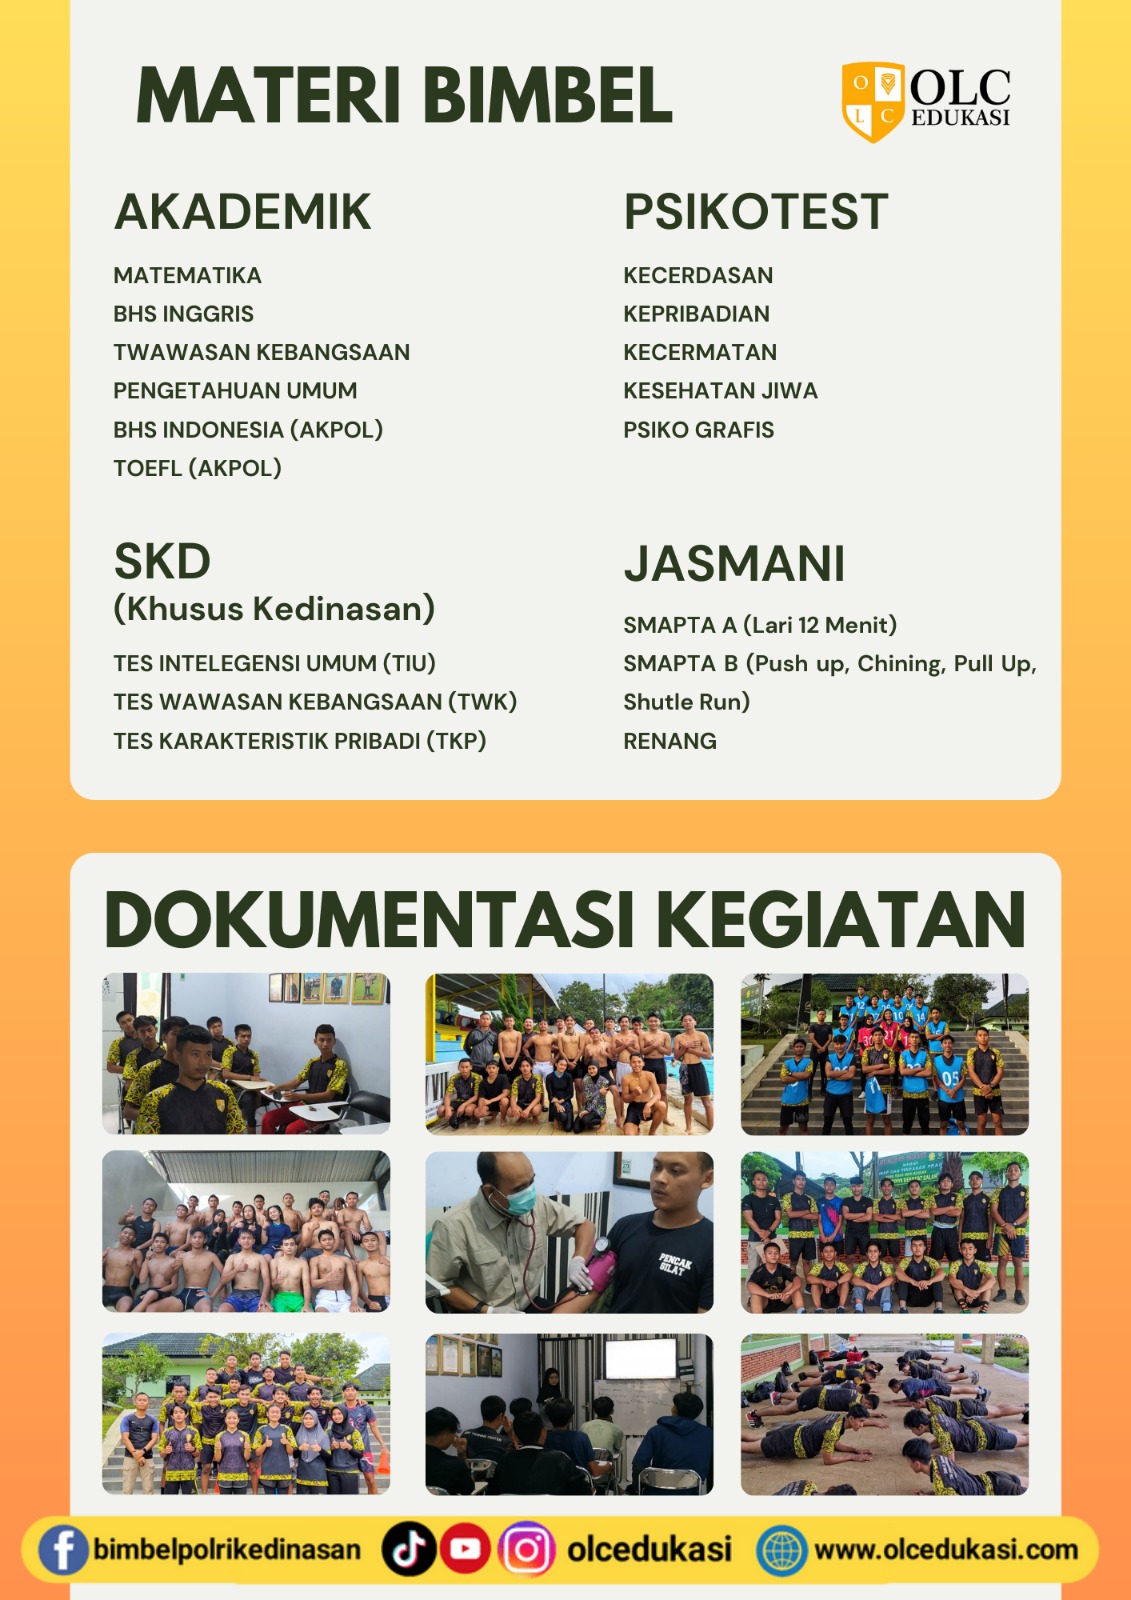 MATERI BIMBEL
O L C
OLC
EDUKASI
AKADEMIK
MATEMATIKA
BHS INGGRIS
TWAWASAN KEBANGSAAN
PENGETAHUAN UMUM
BHS INDONESIA (AKPOL)
TOEFL (AKPOL)
PSIKOTEST
KECERDASAN
KEPRIBADIAN
KECERMATAN
KESEHATAN JIWA
PSIKO GRAFIS
SKD
(Khusus Kedinasan)
TES INTELEGENSI UMUM (TIU)
TES WAWASAN KEBANGSAAN (TWK)
TES KARAKTERISTIK PRIBADI (TKP)
JASMANI
SMAPTA A (Lari 12 Menit)
SMAPTA B (Push up, Chining, Pull Up,
Shutle Run)
RENANG
DOKUMENTASI KEGIATAN
05
PENCAK
SILAT
bimbelpolrikedinasan
olcedukasi
www.olcedukasi.com